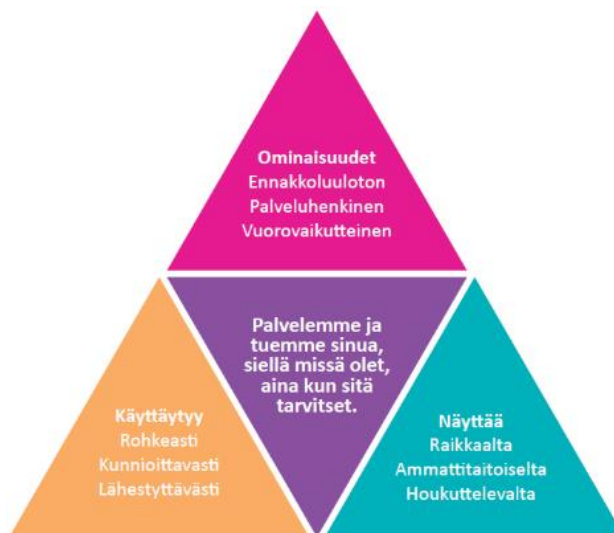 Ominaisuudet
Ennakkoluuloton
Palveluhenkinen
Vuorovaikutteinen
Palvelemme ja
tuemme sinua,
siellä missä olet,
aina kun sitä
tarvitset.
Käyttäytyy
Rohkeasti
Kunnioittavasti
Lähestyttävästi
Näyttää
Raikkaalta
Ammattitaitoiselta
Houkuttelevalta